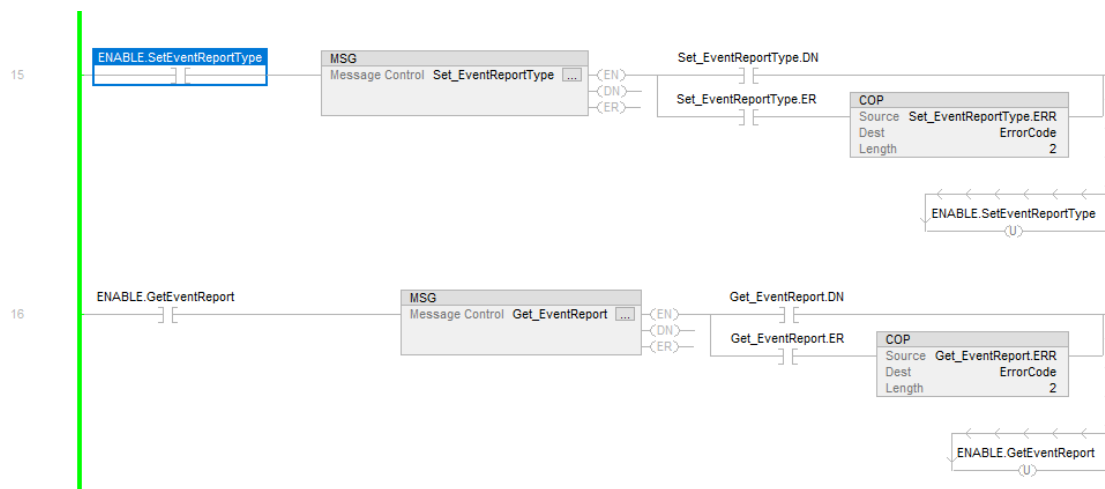 ENABLE.SetEventReportType
15
MSG
Message Control Set_EventReportType ...
(EN)
(DN)
(ER)
Set_EventReportType.DN
Set_EventReportType.ER
COP
Source Set_EventReportType.ERR
Dest ErrorCode
Length 2
ENABLE.SetEventReportType
(U)
ENABLE.GetEventReport
16
MSG
Message Control Get_EventReport ...
(EN)
(DN)
(ER)
Get_EventReport.DN
Get_EventReport.ER
COP
Source Get_EventReport.ERR
Dest ErrorCode
Length 2
ENABLE.GetEventReport
(U)